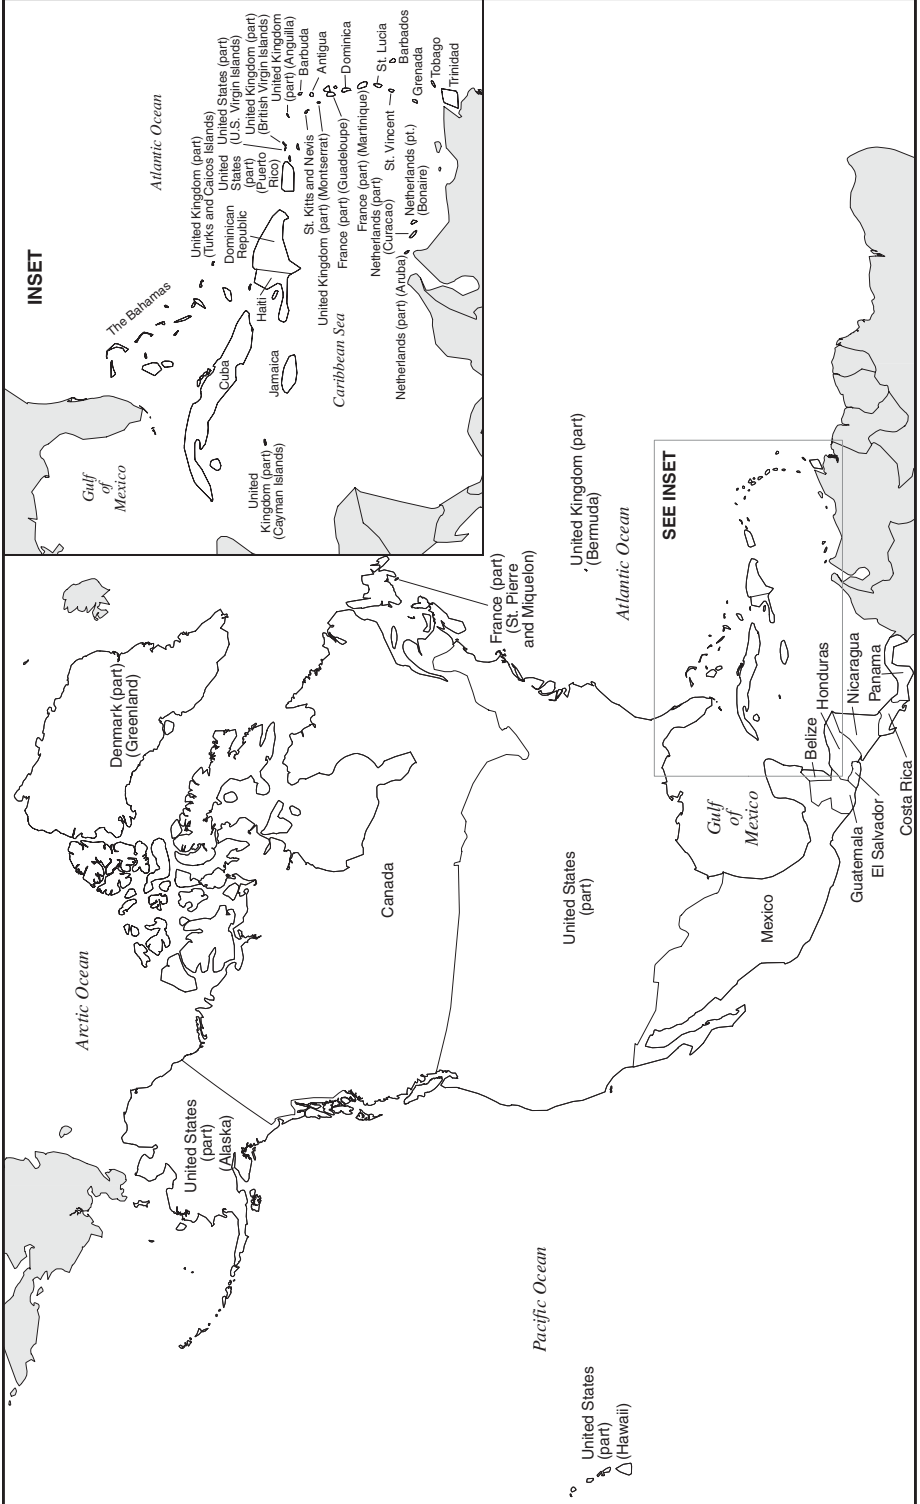 Arctic Ocean
Denmark (part)
(Greenland)
United States
(part)
(Alaska)
Canada
France (part)
(St. Pierre
and Miquelon)
United States
(part)
United Kingdom (part)
(Bermuda)
Atlantic Ocean
Pacific Ocean
United States
(part)
(Hawaii)
SEE INSET
Gulf
of
Mexico
Mexico
Belize
Honduras
Nicaragua
Panama
Guatemala
El Salvador
Costa Rica
INSET
Atlantic Ocean
Gulf
of
Mexico
The Bahamas
United Kingdom (part)
(Turks and Caicos Islands)
United
States
(part)
(Puerto
Rico)
United States (part)
(U.S. Virgin Islands)
United Kingdom (part)
(British Virgin Islands)
United Kingdom
(part) (Anguilla)
Barbuda
Antigua
Dominica
St. Lucia
Barbados
Grenada
Tobago
Trinidad
Dominican
Republic
Haiti
Cuba
Jamaica
United
Kingdom (part)
(Cayman Islands)
St. Kitts and Nevis
United Kingdom (part) (Montserrat)
France (part) (Guadeloupe)
France (part) (Martinique)
St. Vincent
Caribbean Sea
Netherlands (part)
(Curacao)
Netherlands (part) (Aruba)
Netherlands (pt.)
(Bonaire)